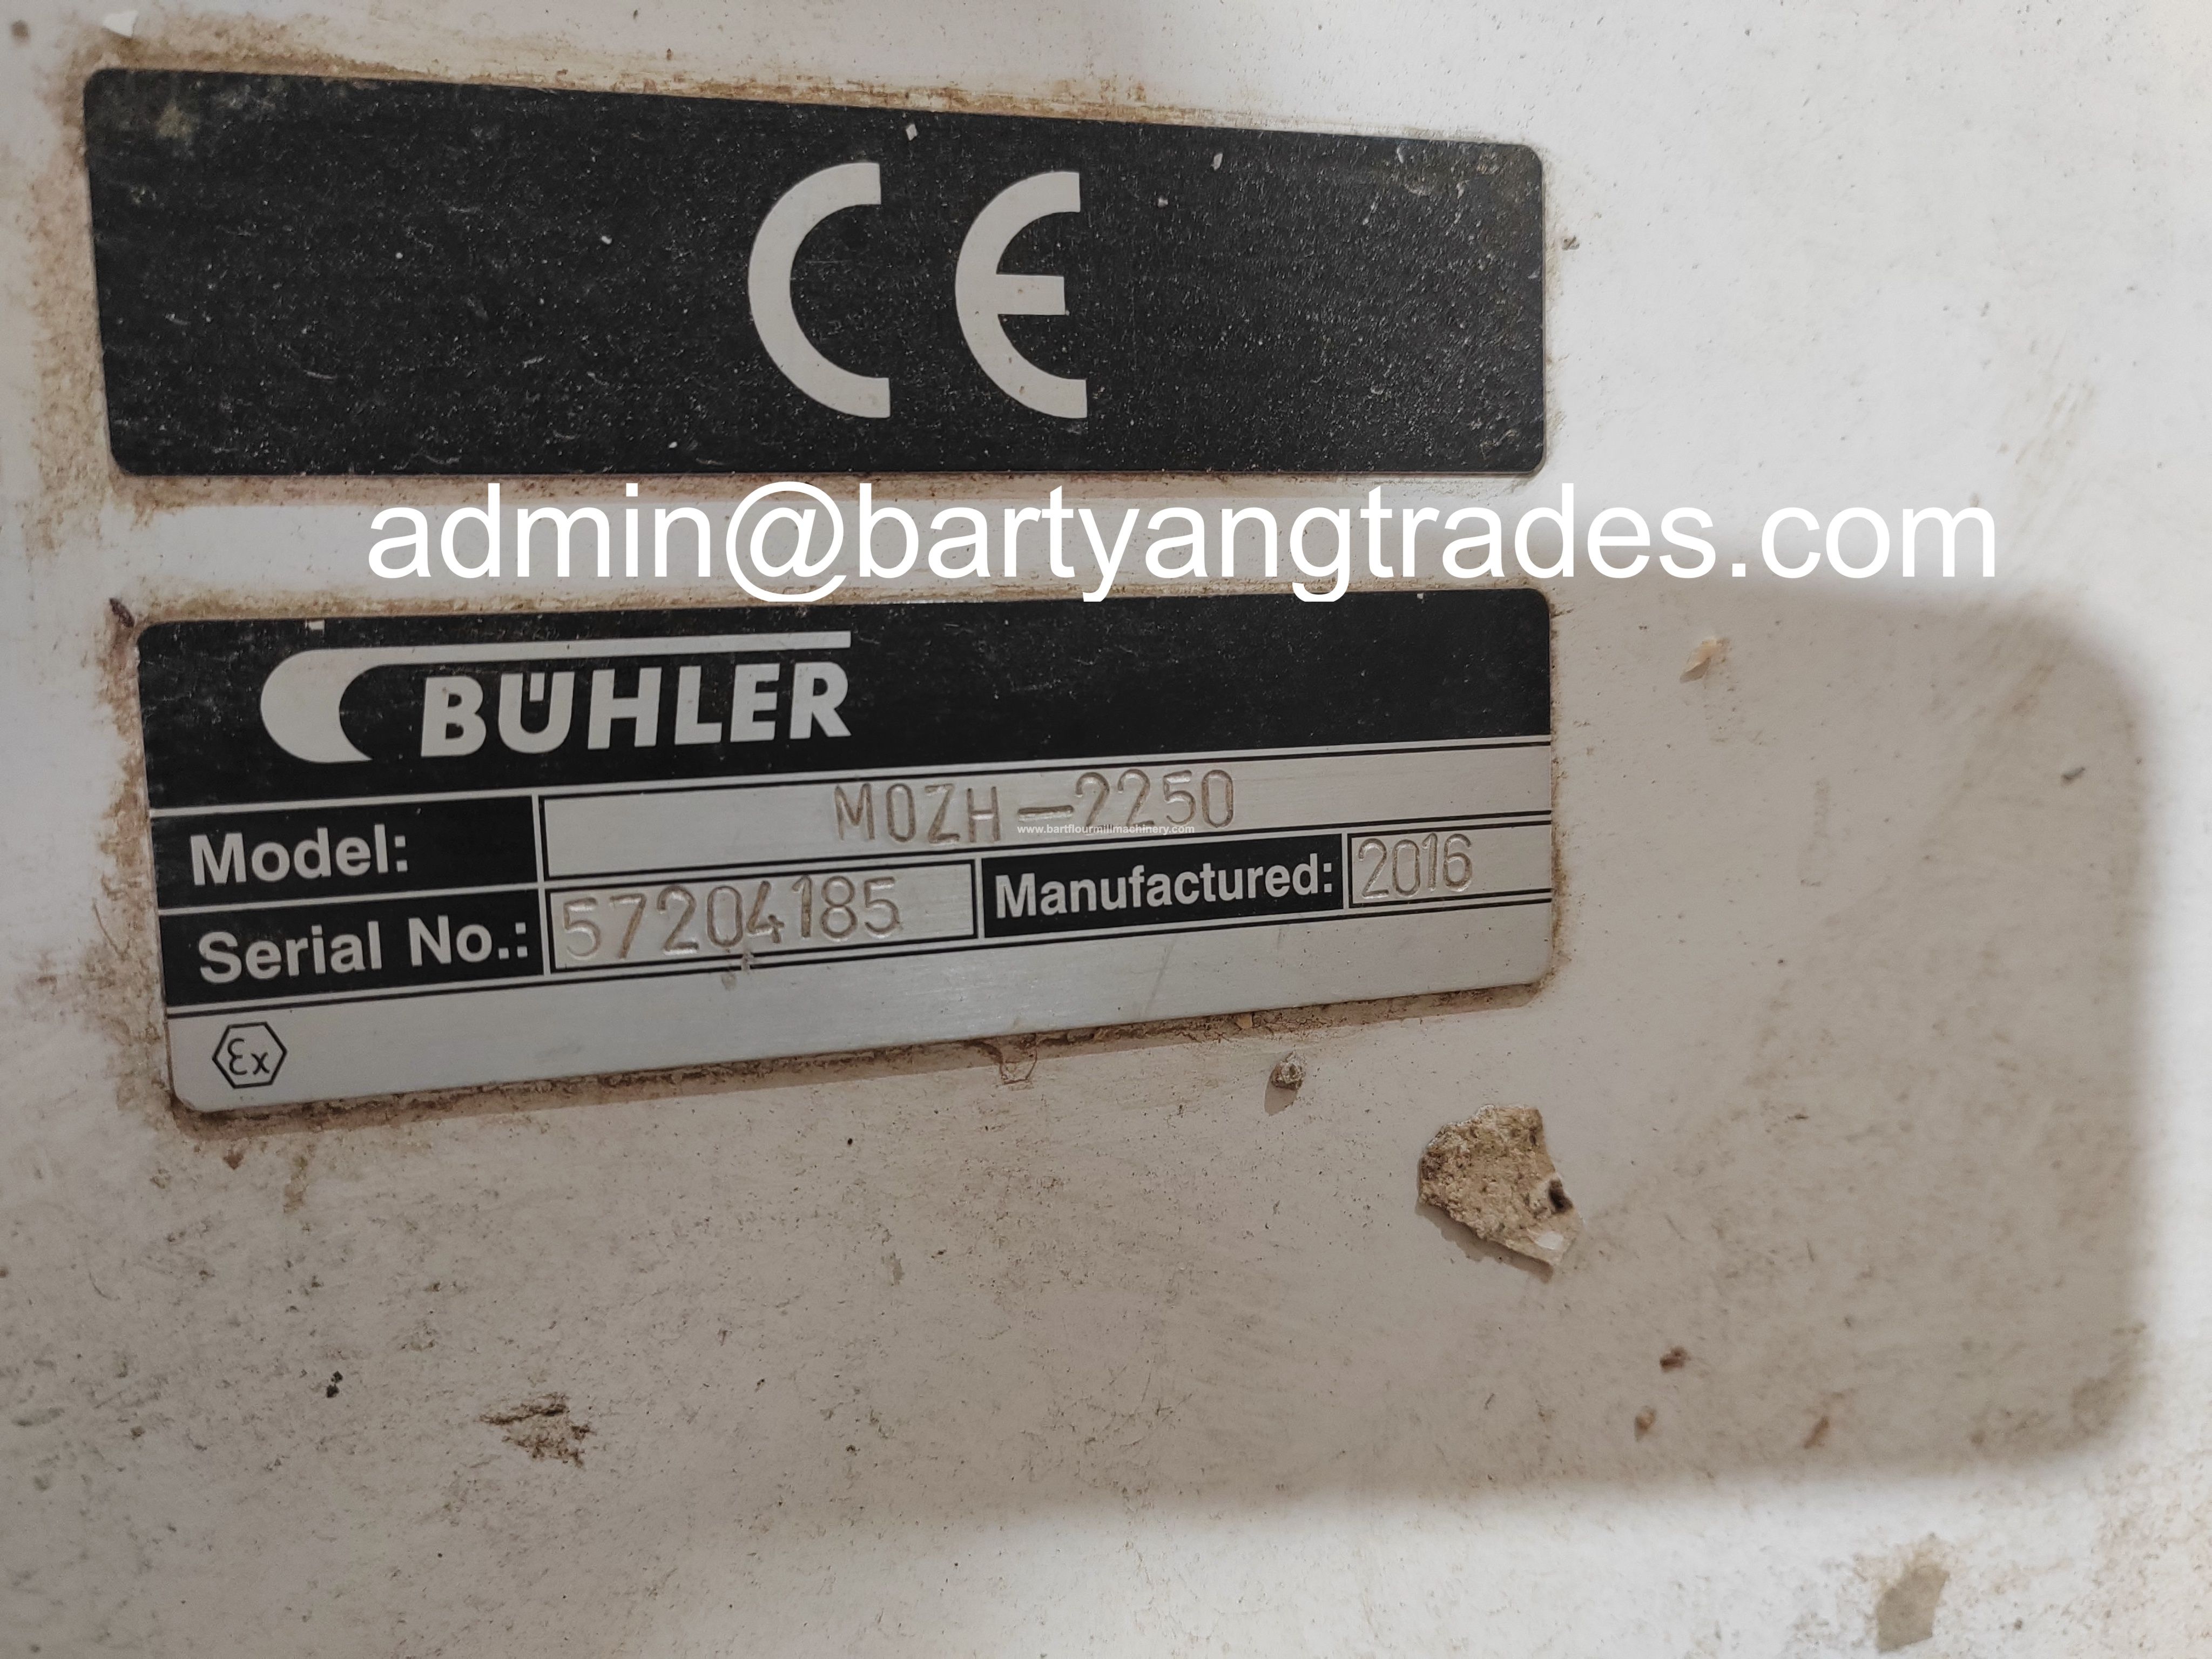 CE
admin@bartyangtrades.com
BÜHLER
Model: MOZH-2250
www.bartflourmillmachinery.com
Serial No.: 57204185 Manufactured: 2016
Ex